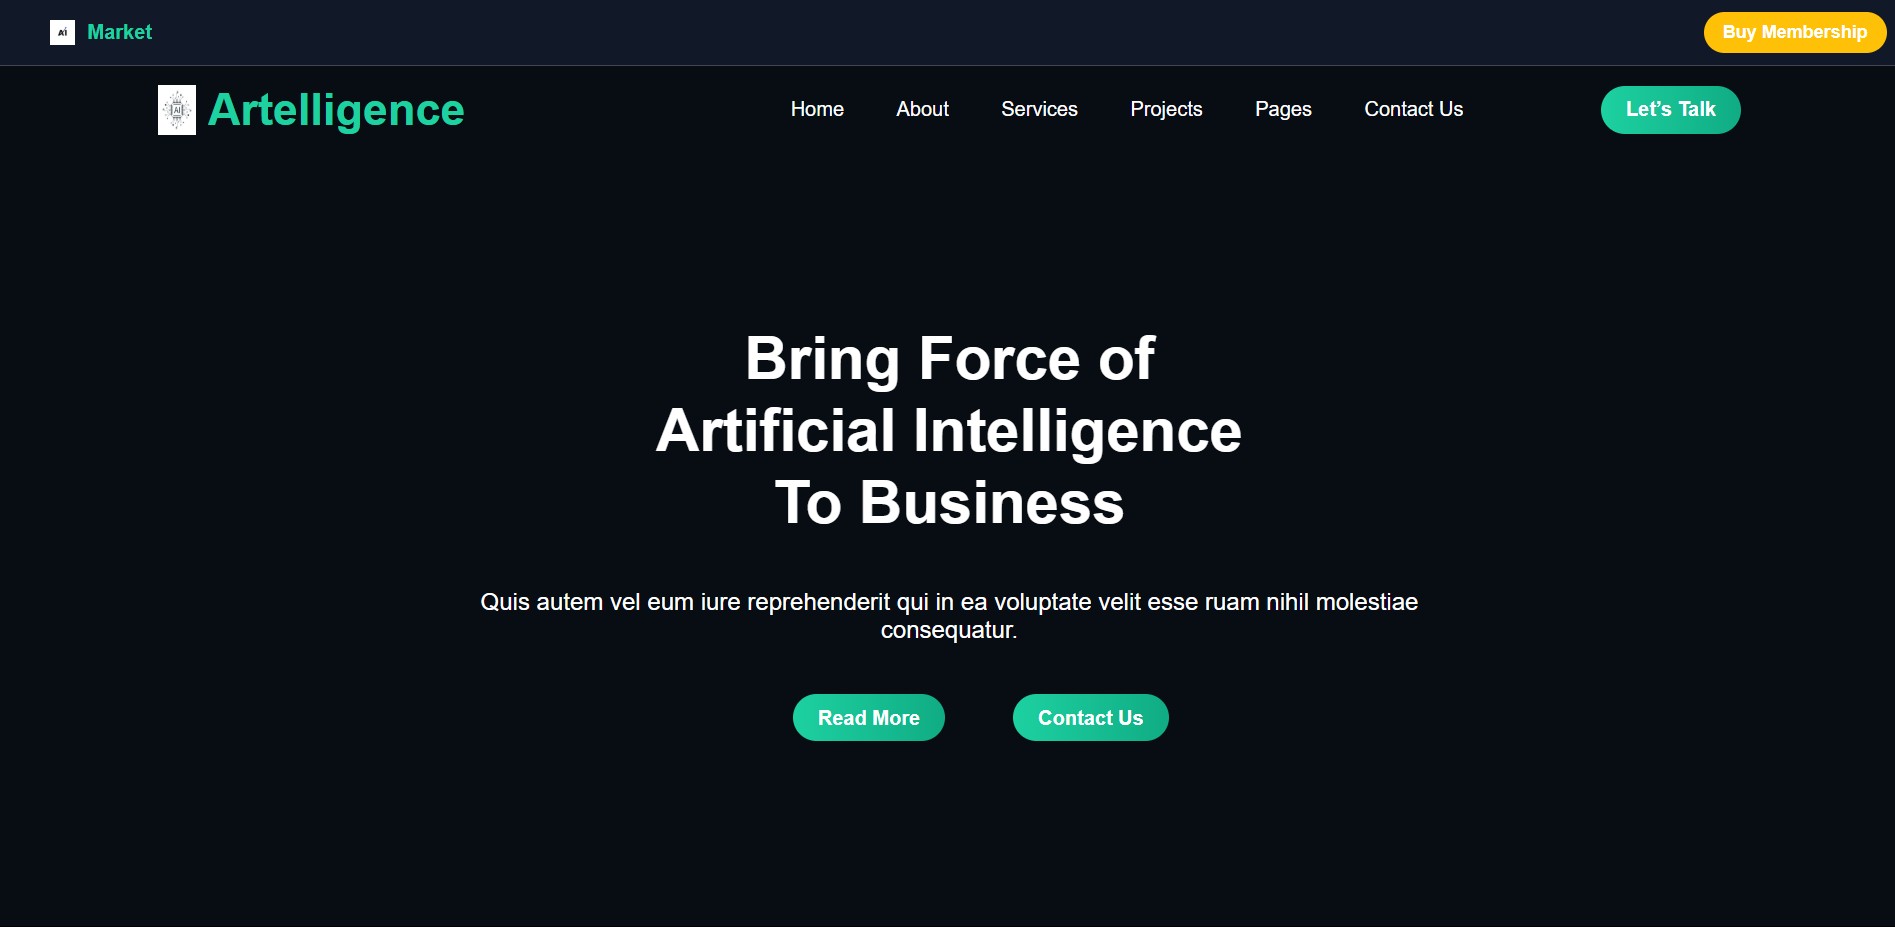 Ai Market
Buy Membership
AI Artelligence
Home About Services Projects Pages Contact Us
Let’s Talk
Bring Force of
Artificial Intelligence
To Business
Quis autem vel eum iure reprehenderit qui in ea voluptate velit esse ruam nihil molestiae
consequatur.
Read More Contact Us